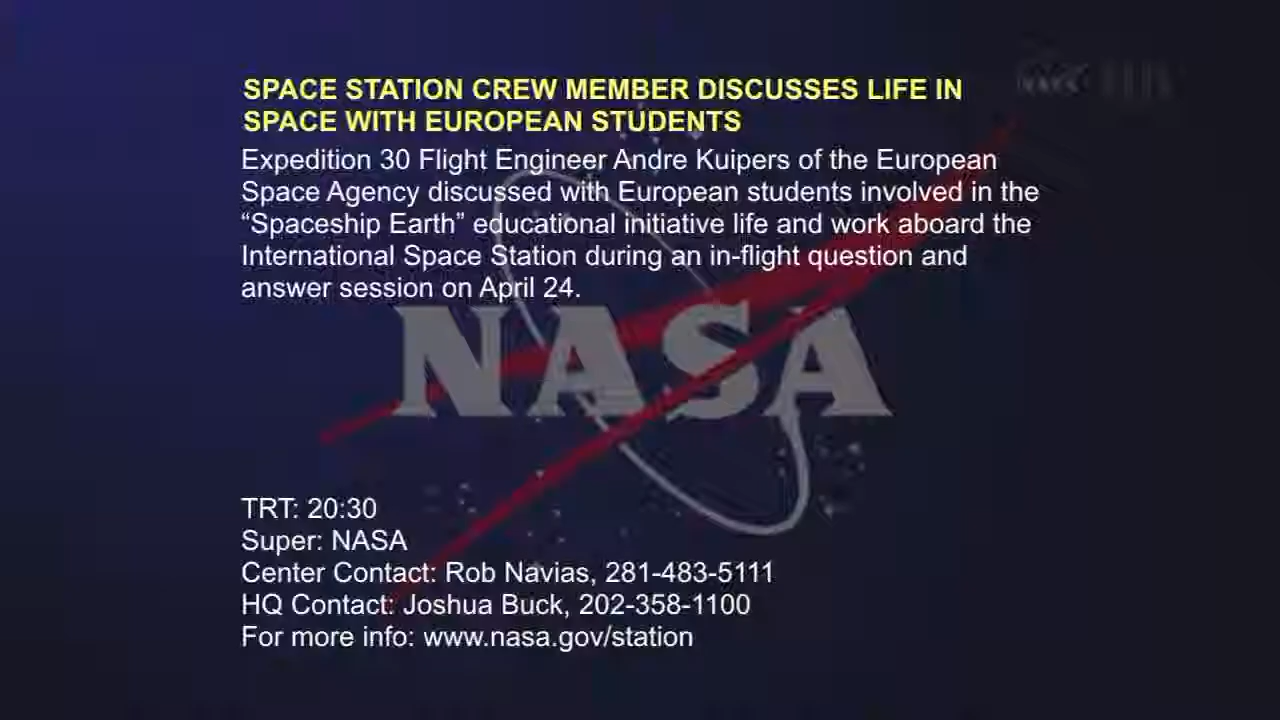 SPACE STATION CREW MEMBER DISCUSSES LIFE IN
SPACE WITH EUROPEAN STUDENTS
Expedition 30 Flight Engineer Andre Kuipers of the European
Space Agency discussed with European students involved in the
“Spaceship Earth” educational initiative life and work aboard the
International Space Station during an in-flight question and
answer session on April 24.
NASA
TRT: 20:30
Super: NASA
Center Contact: Rob Navias, 281-483-5111
HQ Contact: Joshua Buck, 202-358-1100
For more info: www.nasa.gov/station